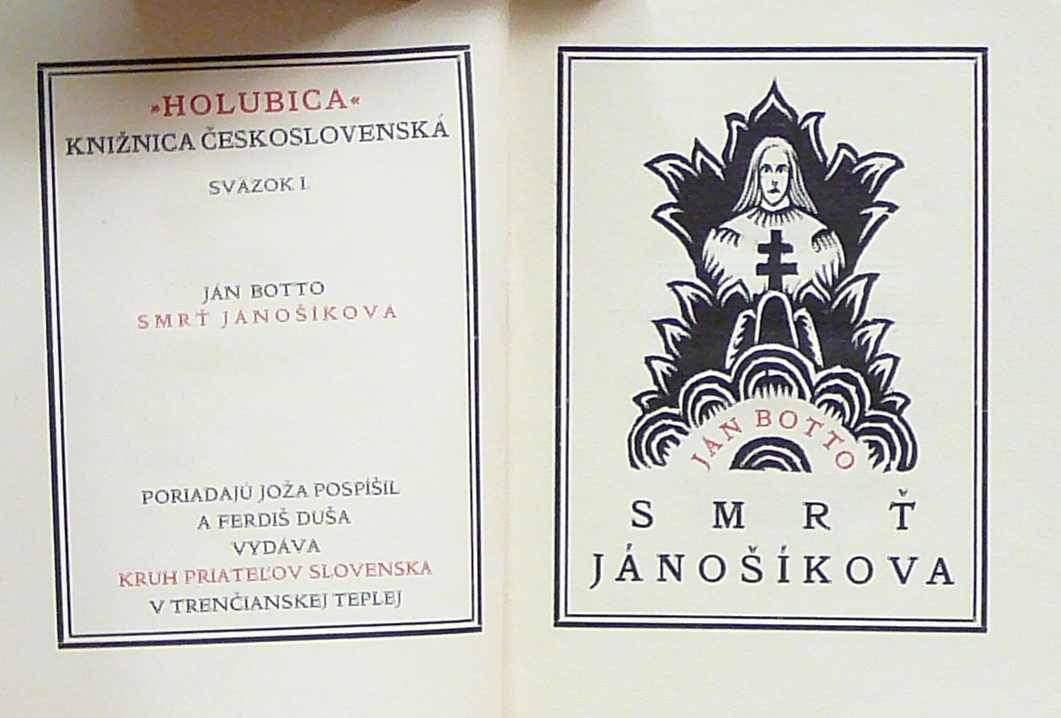 »HOLUBICA«
KNIŽNICA ČESKOSLOVENSKÁ
SVÄZOK I.
JÁN BOTTO
SMRŤ JÁNOŠÍKOVA
PORIADAJÚ JOŽA POSPÍŠIL
A FERDIŠ DUŠA
VYDÁVA
KRUH PRIATEĽOV SLOVENSKA
V TRENČIANSKEJ TEPLEJ
JÁN BOTTO
SMRŤ
JÁNOŠÍKOVA